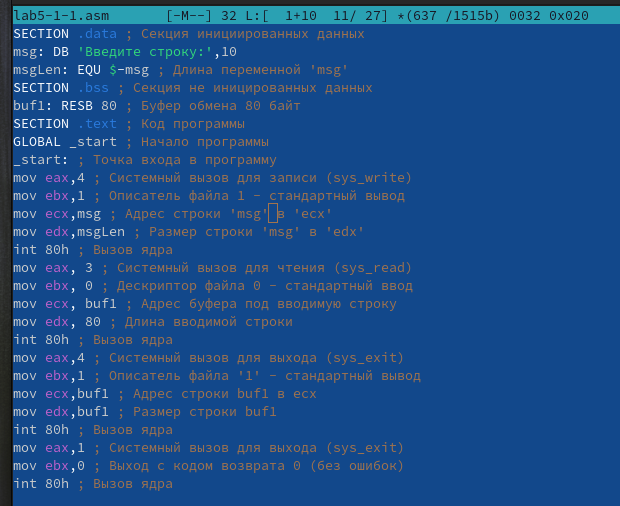 lab5-1-1.asm [-M--] 32 L:[ 1+10 11/ 27] *(637 /1515b) 0032 0x020
SECTION .data ; Секция инициированных данных
msg: DB 'Введите строку:',10
msgLen: EQU $-msg ; Длина переменной 'msg'
SECTION .bss ; Секция не иницированных данных
buf1: RESB 80 ; Буфер обмена 80 байт
SECTION .text ; Код программы
GLOBAL _start ; Начало программы
_start: ; Точка входа в программу
mov eax,4 ; Системный вызов для записи (sys_write)
mov ebx,1 ; Описатель файла 1 - стандартный вывод
mov ecx,msg ; Адрес строки 'msg' в 'ecx'
mov edx,msgLen ; Размер строки 'msg' в 'edx'
int 80h ; Вызов ядра
mov eax, 3 ; Системный вызов для чтения (sys_read)
mov ebx, 0 ; Дескриптор файла 0 - стандартный ввод
mov ecx, buf1 ; Адрес буфера под вводимую строку
mov edx, 80 ; Длина вводимой строки
int 80h ; Вызов ядра
mov eax,4 ; Системный вызов для выхода (sys_exit)
mov ebx,1 ; Описатель файла '1' - стандартный вывод
mov ecx,buf1 ; Адрес строки buf1 в ecx
mov edx,buf1 ; Размер строки buf1
int 80h ; Вызов ядра
mov eax,1 ; Системный вызов для выхода (sys_exit)
mov ebx,0 ; Выход с кодом возврата 0 (без ошибок)
int 80h ; Вызов ядра